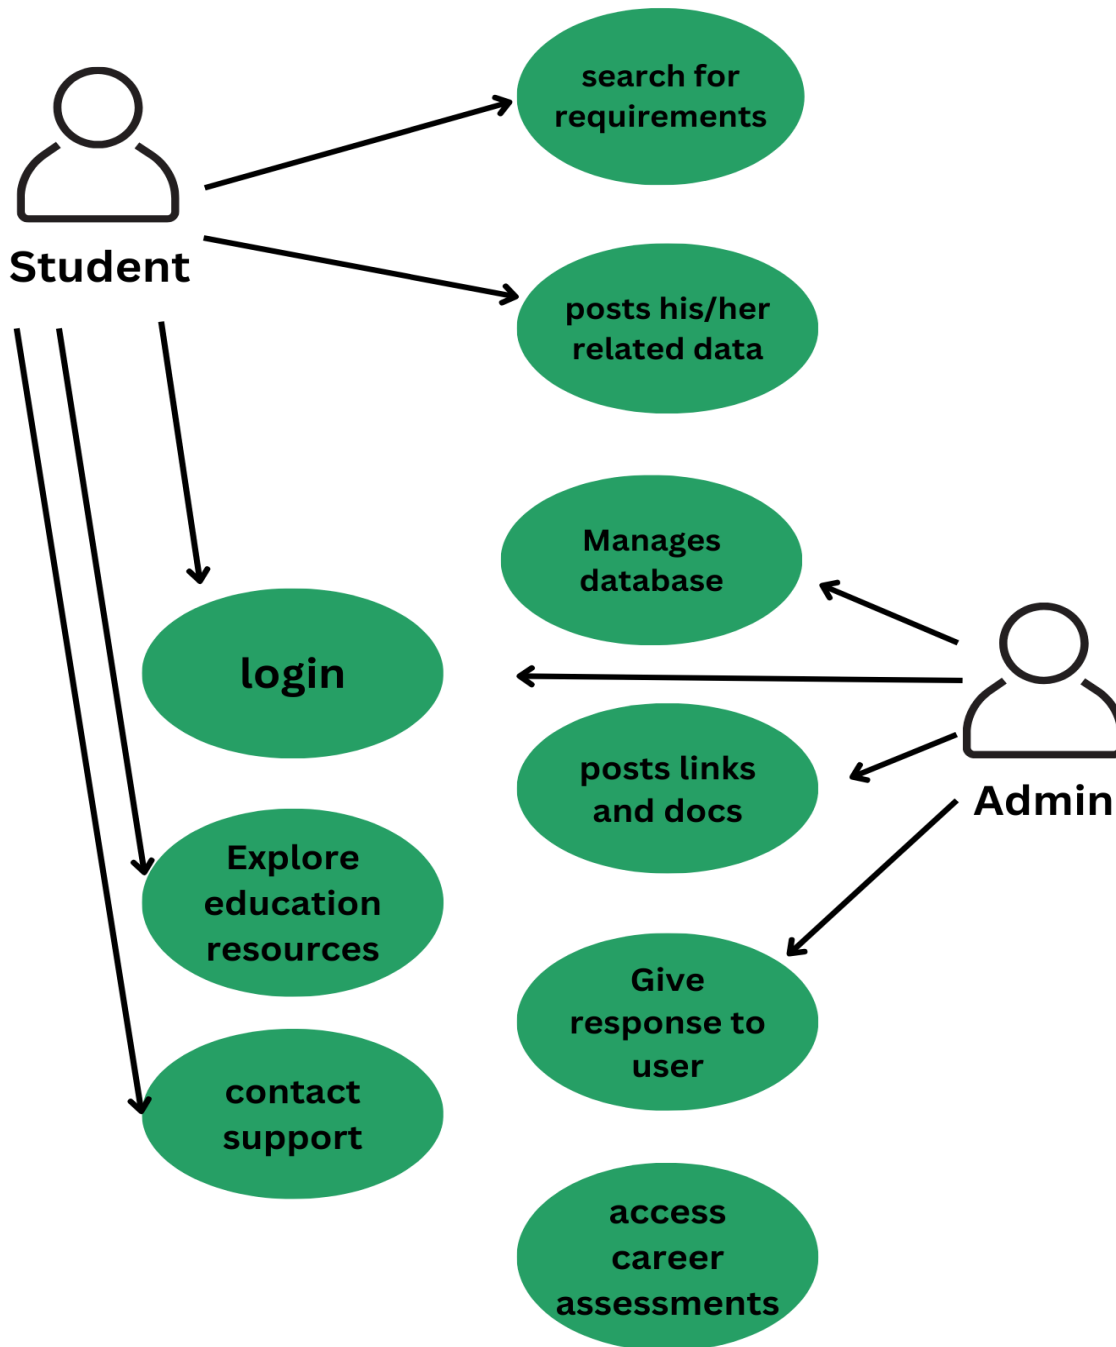 search for
requirements
Student
posts his/her
related data
Manages
database
login
posts links
and docs
Admin
Explore
education
resources
Give
response to
user
contact
support
access
career
assessments